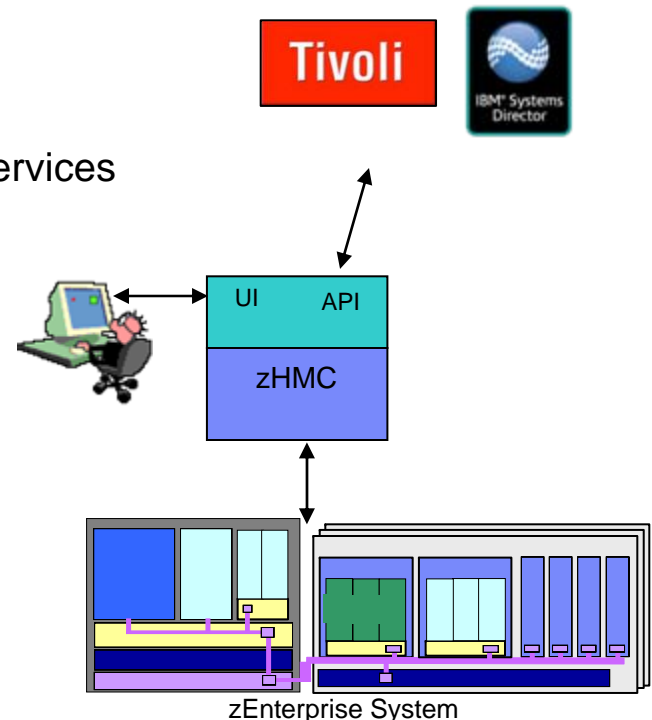 Tivoli
IBM® Systems
Director
ervices
UI API
zHMC
zEnterprise System